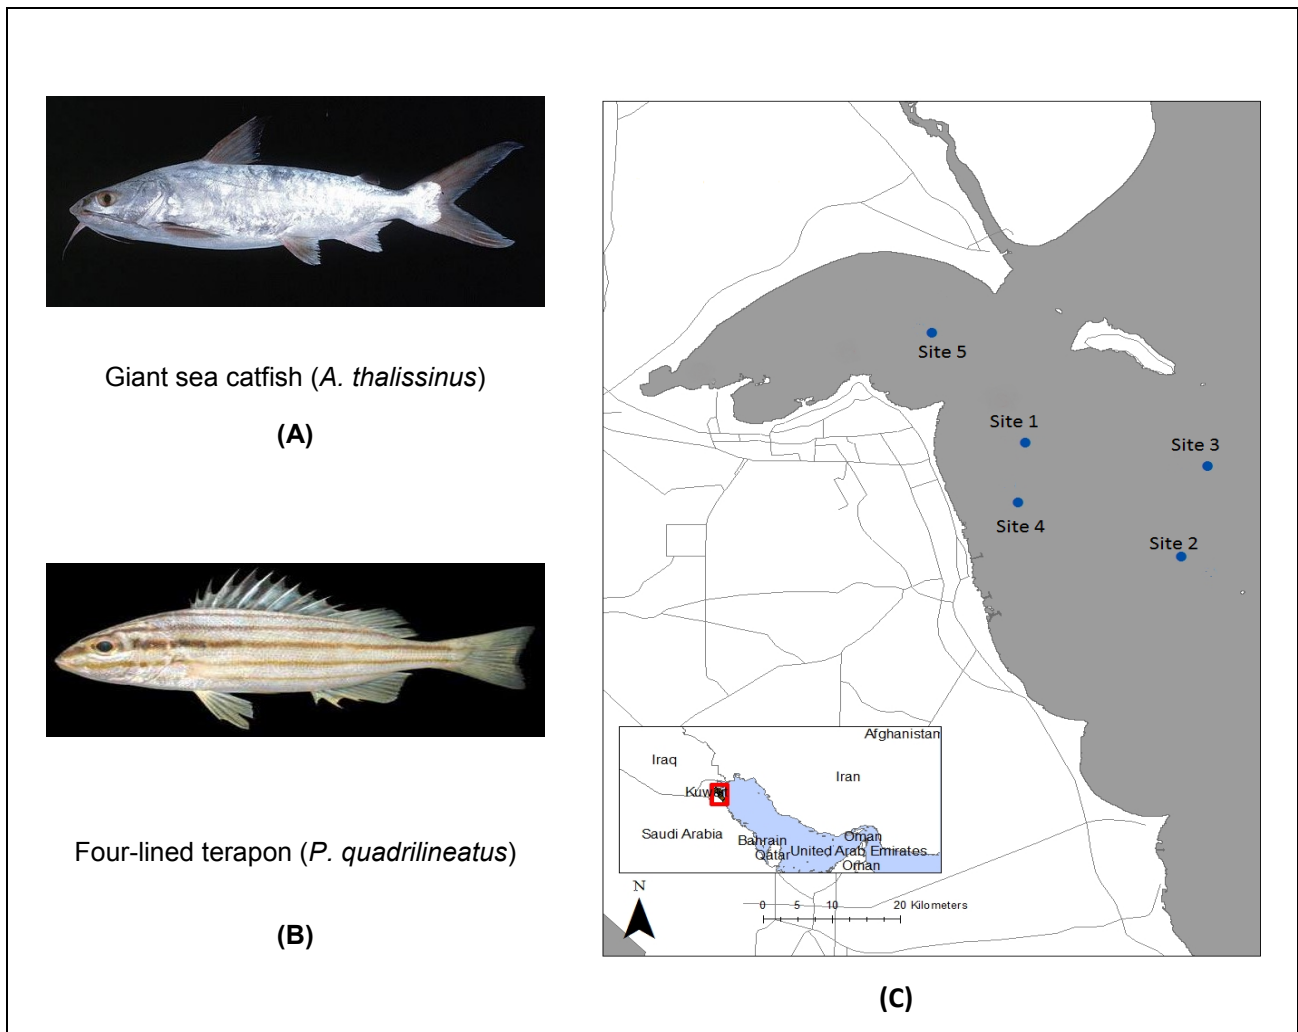 Giant sea catfish (A. thalissinus)
(A)
Four-lined terapon (P. quadrilineatus)
(B)
Site 5
Site 1
Site 3
Site 4
Site 2
Afghanistan
Iraq
Iran
Kuwait
Saudi Arabia
Bahrain
Oman
Qatar
United Arab Emirates
Oman
N
0 5 10 20 Kilometers
(C)